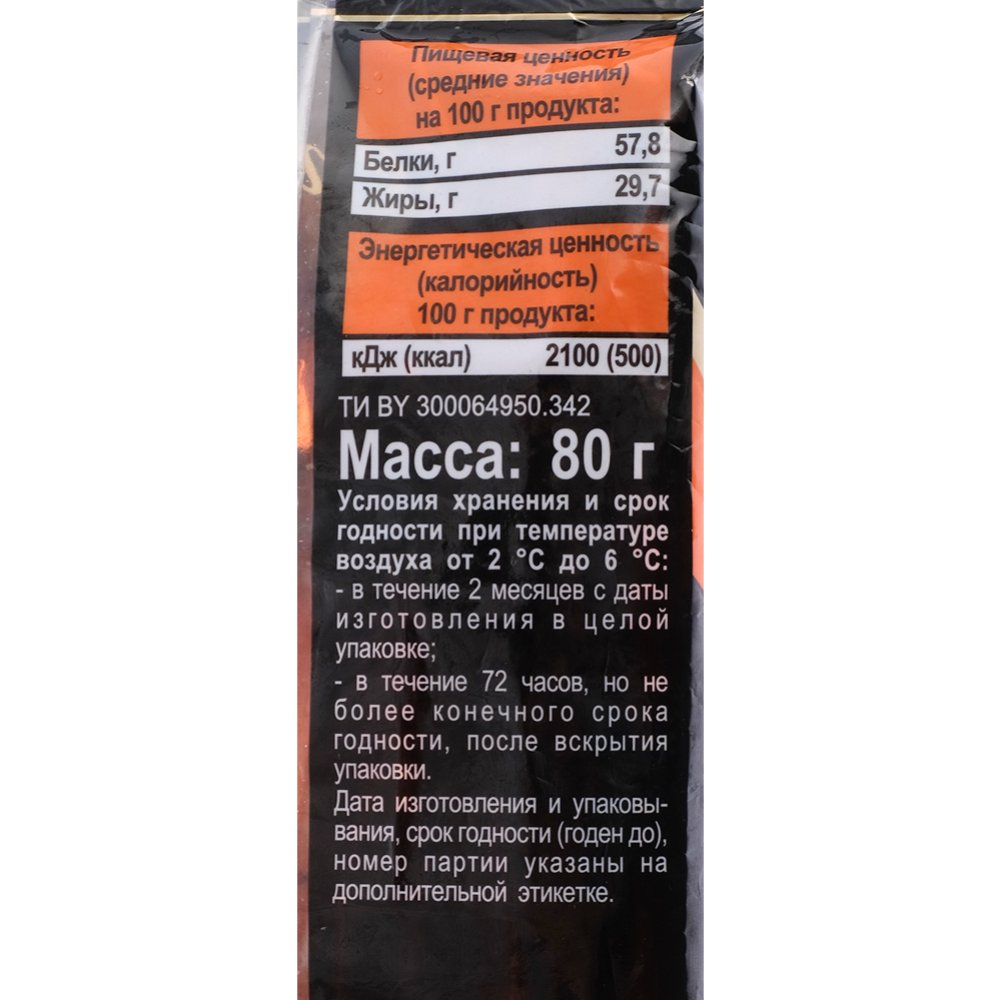 Пищевая ценность
(средние значения)
на 100 г продукта:
Белки, г 57,8
Жиры, г 29,7
Энергетическая ценность
(калорийность)
100 г продукта:
кДж (ккал) 2100 (500)
ТИ BY 300064950.342
Масса: 80 г
Условия хранения и срок
годности при температуре
воздуха от 2 °С до 6 °С:
- в течение 2 месяцев с даты
изготовления в целой
упаковке;
- в течение 72 часов, но не
более конечного срока
годности, после вскрытия
упаковки.
Дата изготовления и упаковы-
вания, срок годности (годен до),
номер партии указаны на
дополнительной этикетке.